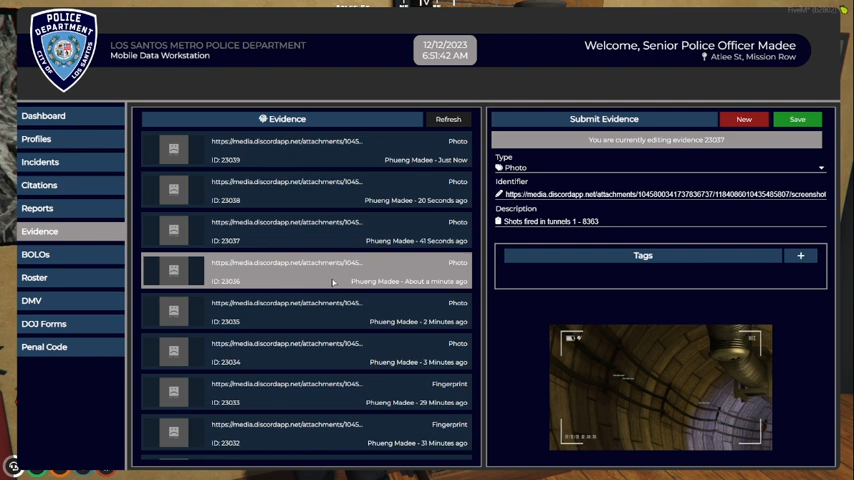 FiveM® (b2802)
POLICE
DEPARTMENT
CITY OF
LOS SANTOS
LOS SANTOS METRO POLICE DEPARTMENT
Mobile Data Workstation
12/12/2023
6:51:42 AM
Welcome, Senior Police Officer Madee
Atlee St, Mission Row
Dashboard
Profiles
Incidents
Citations
Reports
Evidence
BOLOs
Roster
DMV
DOJ Forms
Penal Code
Evidence
Refresh
https://media.discordapp.net/attachments/1045... Photo
ID: 23039 Phueng Madee - Just Now
https://media.discordapp.net/attachments/1045... Photo
ID: 23038 Phueng Madee - 20 Seconds ago
https://media.discordapp.net/attachments/1045... Photo
ID: 23037 Phueng Madee - 41 Seconds ago
https://media.discordapp.net/attachments/1045... Photo
ID: 23036 Phueng Madee - About a minute ago
https://media.discordapp.net/attachments/1045... Photo
ID: 23035 Phueng Madee - 2 Minutes ago
https://media.discordapp.net/attachments/1045... Photo
ID: 23034 Phueng Madee - 3 Minutes ago
https://media.discordapp.net/attachments/1045... Fingerprint
ID: 23033 Phueng Madee - 29 Minutes ago
https://media.discordapp.net/attachments/1045... Fingerprint
ID: 23032 Phueng Madee - 31 Minutes ago
Submit Evidence
New
Save
You are currently editing evidence 23037
Type
Photo
Identifier
https://media.discordapp.net/attachments/1045800341737836737/1184086010435485807/screenshot
Description
Shots fired in tunnels 1 - 8363
Tags
+